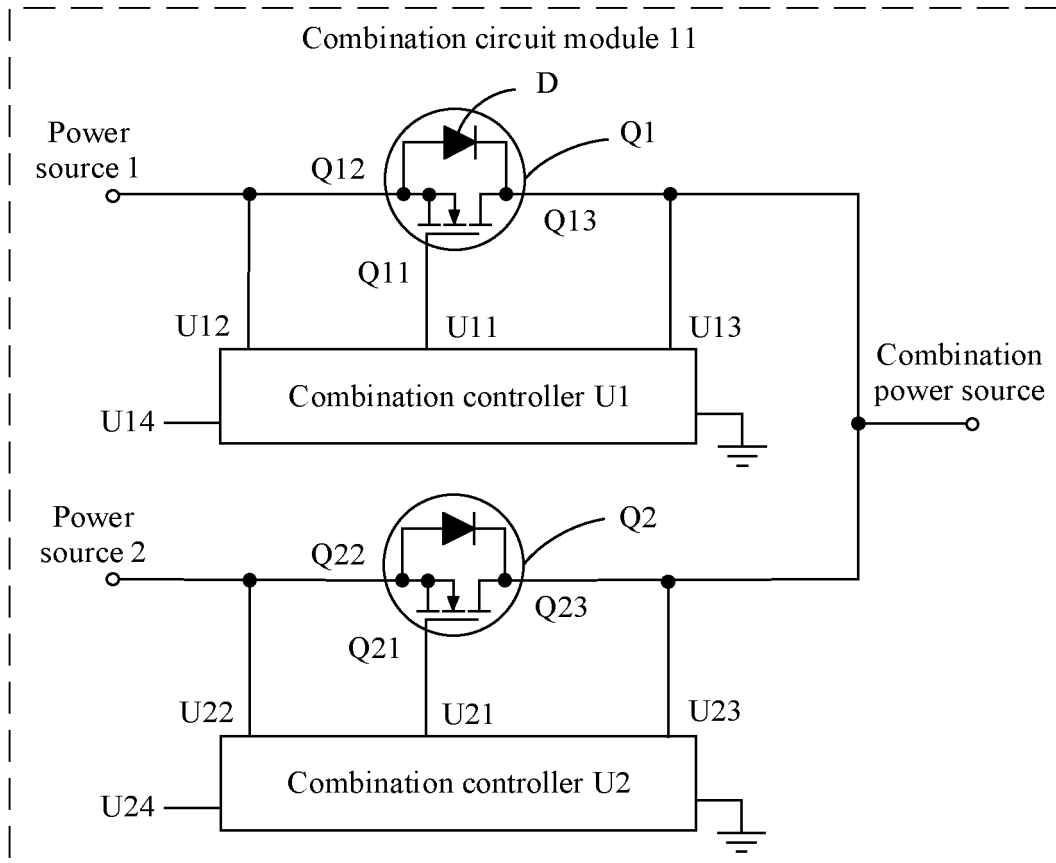 Combination circuit module 11
D
Power
source 1
Q12
Q1
Q13
Q11
U12
U11
U13
Combination controller U1
U14
Combination
power source
Power
source 2
Q22
Q2
Q23
Q21
U22
U21
U23
Combination controller U2
U24